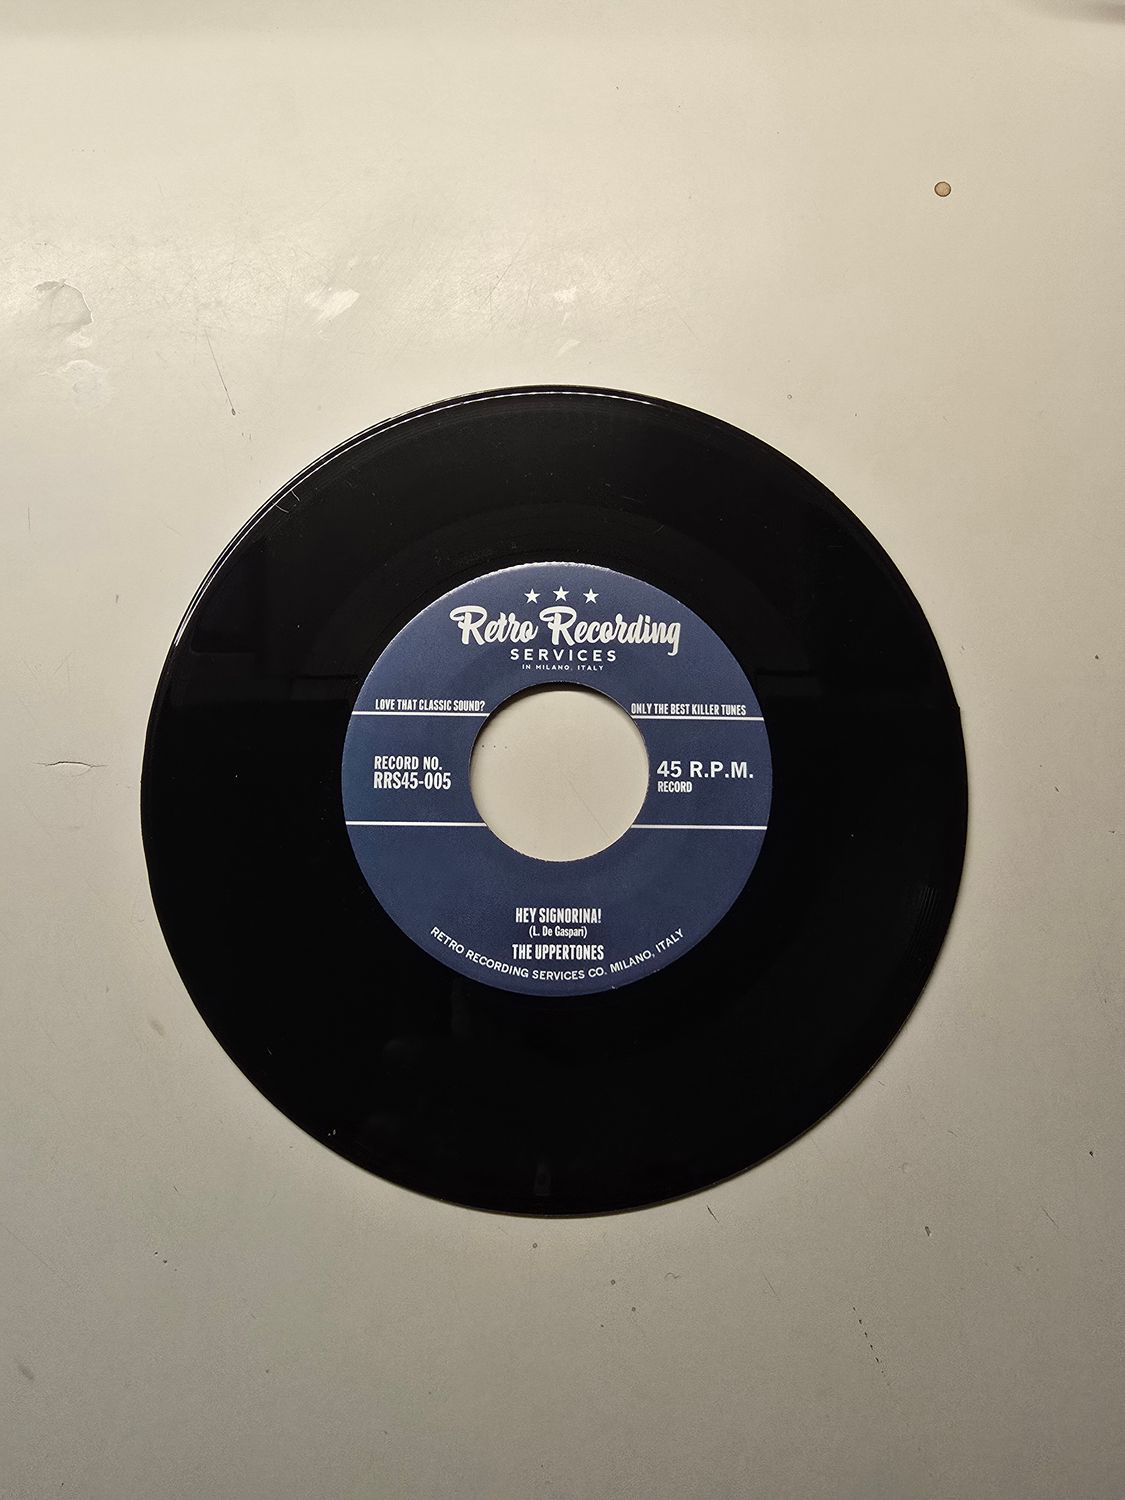 Retro Recording
SERVICES
IN MILANO, ITALY
LOVE THAT CLASSIC SOUND?
ONLY THE BEST KILLER TUNES
RECORD NO.
RRS45-005
45 R.P.M.
RECORD
HEY SIGNORINA!
(L. De Gaspari)
THE UPPERTONES
RETRO RECORDING SERVICES CO. MILANO, ITALY